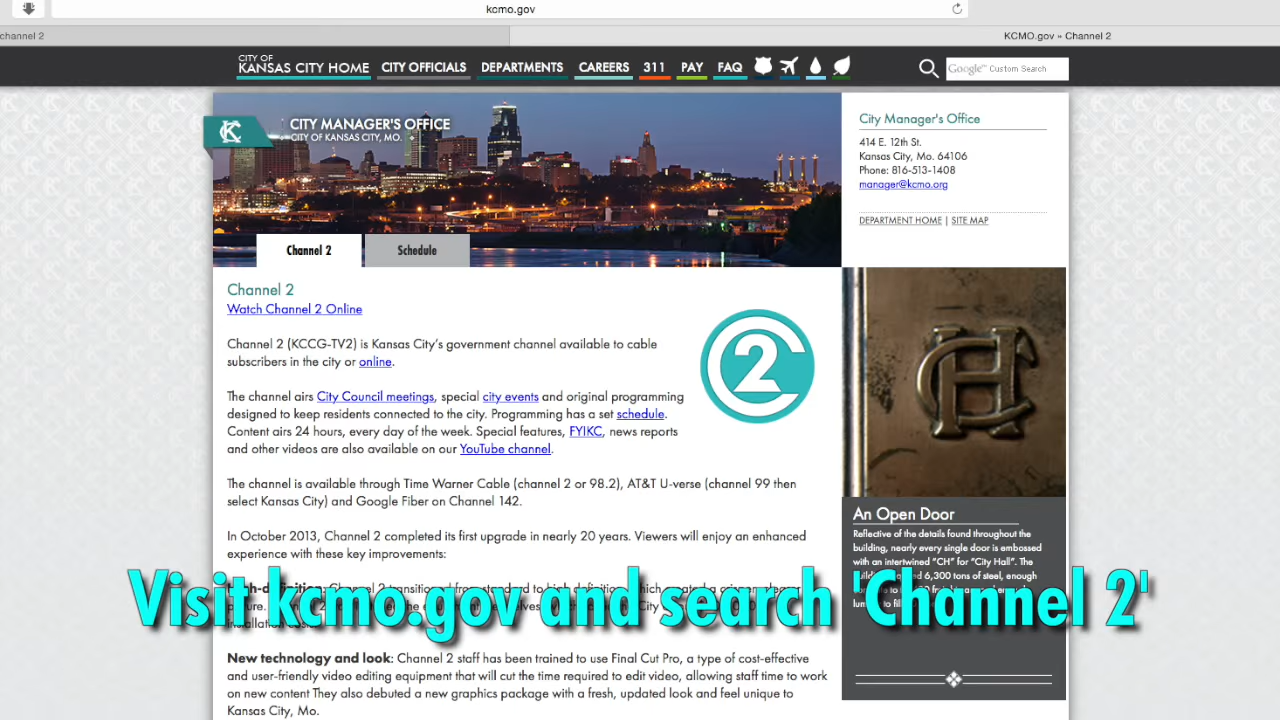 kcmo.gov
channel 2
KCMO.gov » Channel 2
CITY OF
KANSAS CITY HOME
CITY OFFICIALS
DEPARTMENTS
CAREERS
311
PAY
FAQ
Google™ Custom Search
KC
CITY MANAGER'S OFFICE
CITY OF KANSAS CITY, MO.
Channel 2
Schedule
City Manager's Office
414 E. 12th St.
Kansas City, Mo. 64106
Phone: 816-513-1408
manager@kcmo.org
DEPARTMENT HOME | SITE MAP
Channel 2
Watch Channel 2 Online
Channel 2 (KCCG-TV2) is Kansas City's government channel available to cable
subscribers in the city or online.
The channel airs City Council meetings, special city events and original programming
designed to keep residents connected to the city. Programming has a set schedule.
Content airs 24 hours, every day of the week. Special features, FYIKC, news reports
and other videos are also available on our YouTube channel.
2
The channel is available through Time Warner Cable (channel 2 or 98.2), AT&T U-verse (channel 99 then
select Kansas City) and Google Fiber on Channel 142.
In October 2013, Channel 2 completed its first upgrade in nearly 20 years. Viewers will enjoy an enhanced
experience with these key improvements:
New technology and look: Channel 2 staff has been trained to use Final Cut Pro, a type of cost-effective
and user-friendly video editing equipment that will cut the time required to edit video, allowing staff time to work
on new content They also debuted a new graphics package with a fresh, updated look and feel unique to
Kansas City, Mo.
CH
An Open Door
Reflective of the details found throughout the
building, nearly every single door is embossed
with an intertwined "CH" for "City Hall". The
6,300 tons of steel, enough
Visit kcmo.gov and search 'Channel 2'